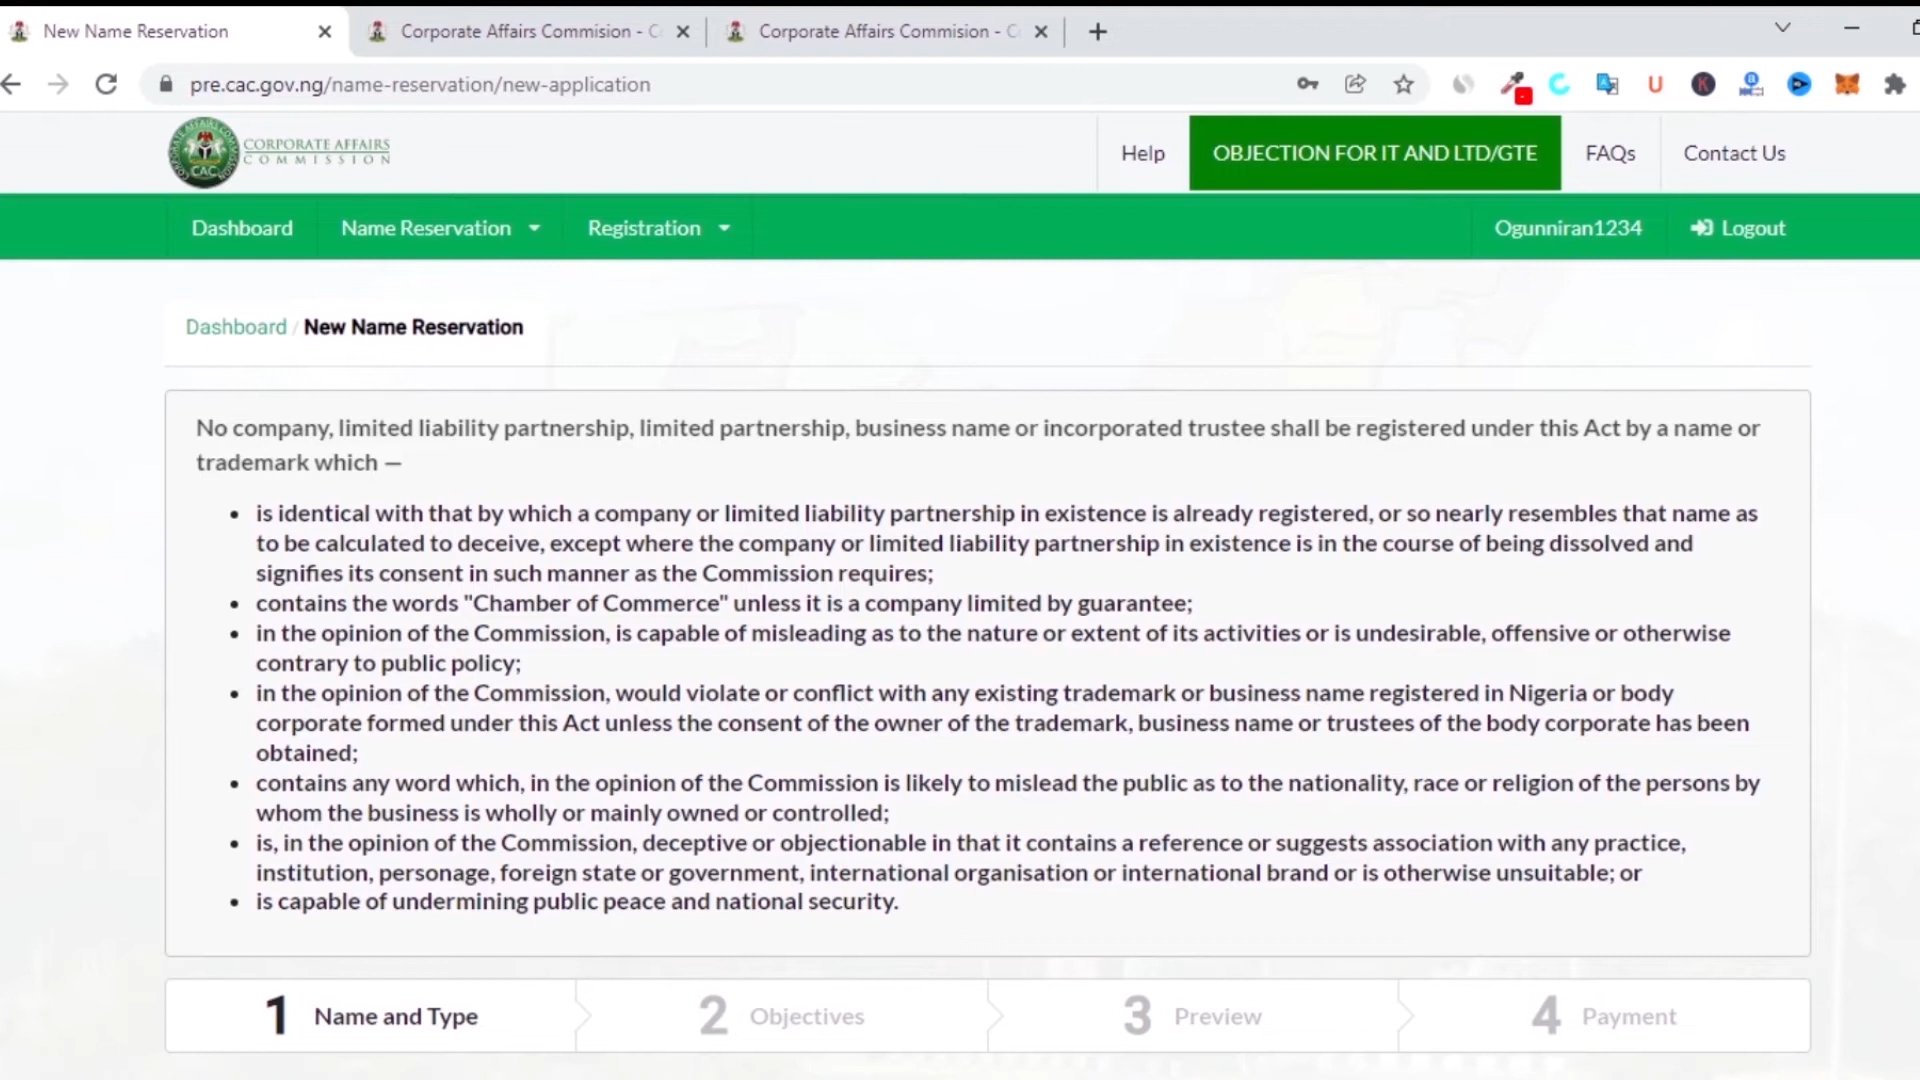 New Name Reservation
Corporate Affairs Commision - C
Corporate Affairs Commision - C
pre.cac.gov.ng/name-reservation/new-application
CORPORATE AFFAIRS
COMMISSION
CAC
Help
OBJECTION FOR IT AND LTD/GTE
FAQs
Contact Us
Dashboard
Name Reservation
Registration
Ogunniran1234
Logout
Dashboard / New Name Reservation
No company, limited liability partnership, limited partnership, business name or incorporated trustee shall be registered under this Act by a name or
trademark which —
• is identical with that by which a company or limited liability partnership in existence is already registered, or so nearly resembles that name as
to be calculated to deceive, except where the company or limited liability partnership in existence is in the course of being dissolved and
signifies its consent in such manner as the Commission requires;
• contains the words "Chamber of Commerce" unless it is a company limited by guarantee;
• in the opinion of the Commission, is capable of misleading as to the nature or extent of its activities or is undesirable, offensive or otherwise
contrary to public policy;
• in the opinion of the Commission, would violate or conflict with any existing trademark or business name registered in Nigeria or body
corporate formed under this Act unless the consent of the owner of the trademark, business name or trustees of the body corporate has been
obtained;
• contains any word which, in the opinion of the Commission is likely to mislead the public as to the nationality, race or religion of the persons by
whom the business is wholly or mainly owned or controlled;
• is, in the opinion of the Commission, deceptive or objectionable in that it contains a reference or suggests association with any practice,
institution, personage, foreign state or government, international organisation or international brand or is otherwise unsuitable; or
• is capable of undermining public peace and national security.
1 Name and Type
2 Objectives
3 Preview
4 Payment